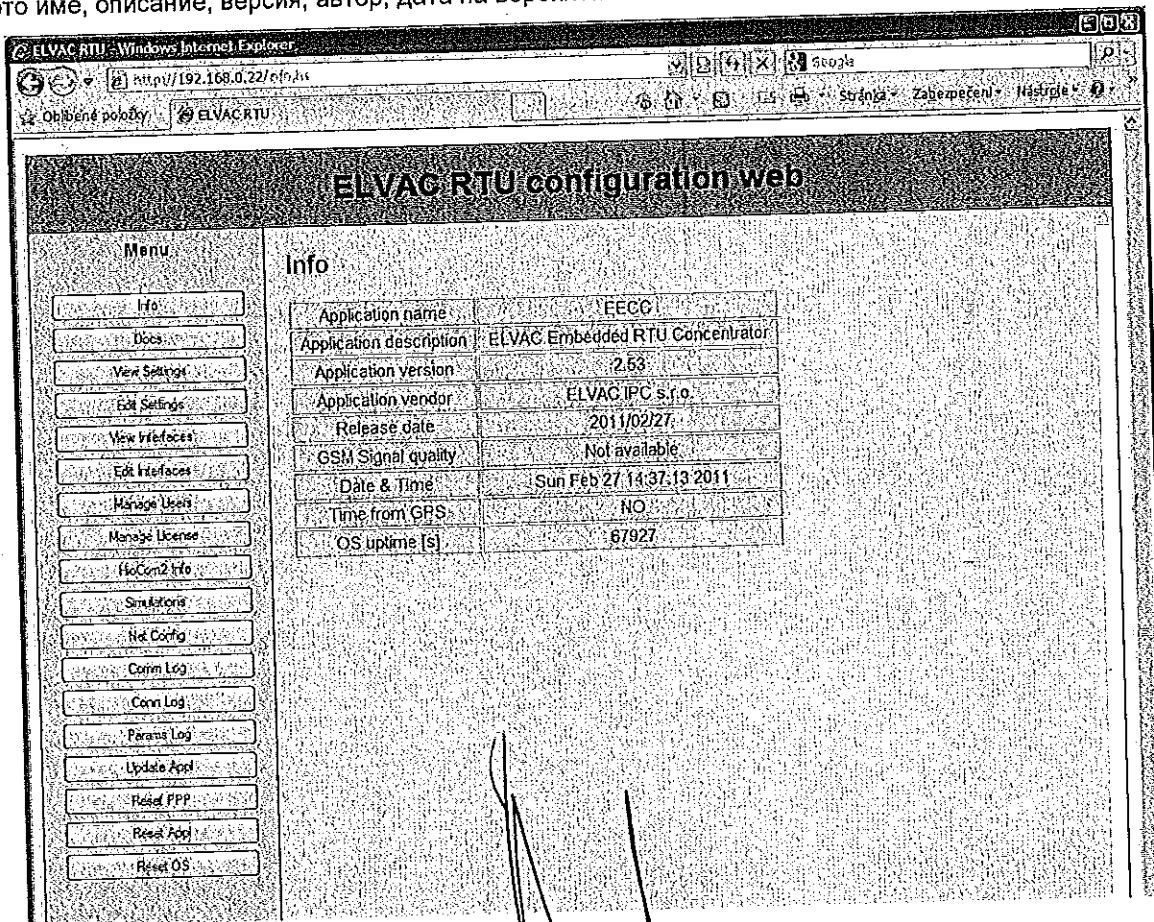 име, описание, версия, автор, дата на
ELVAC RTU - Windows Internet Explorer
http://192.168.0.22/ Google
Oblíbené položky ELVAC RTU Stránka Zabezpečení Nástroje
ELVAC RTU configuration web
Menu
Info
Info
Docs
View Settings
Edit Settings
View Interfaces
Edit Interfaces
Manage Users
Manage License
HioCom2 Info
Simulations
Net Config
Comm Log
Conn Log
Params Log
Update Appl
Reset PPP
Reset Appl
Reset OS
Application name EECC
Application description ELVAC Embedded RTU Concentrator
Application version 2.53
Application vendor ELVAC IPC s.r.o.
Release date 2011/02/27
GSM Signal quality Not available
Date & Time Sun Feb 27 14:37:13 2011
Time from GPS NO
OS uptime [s] 67927